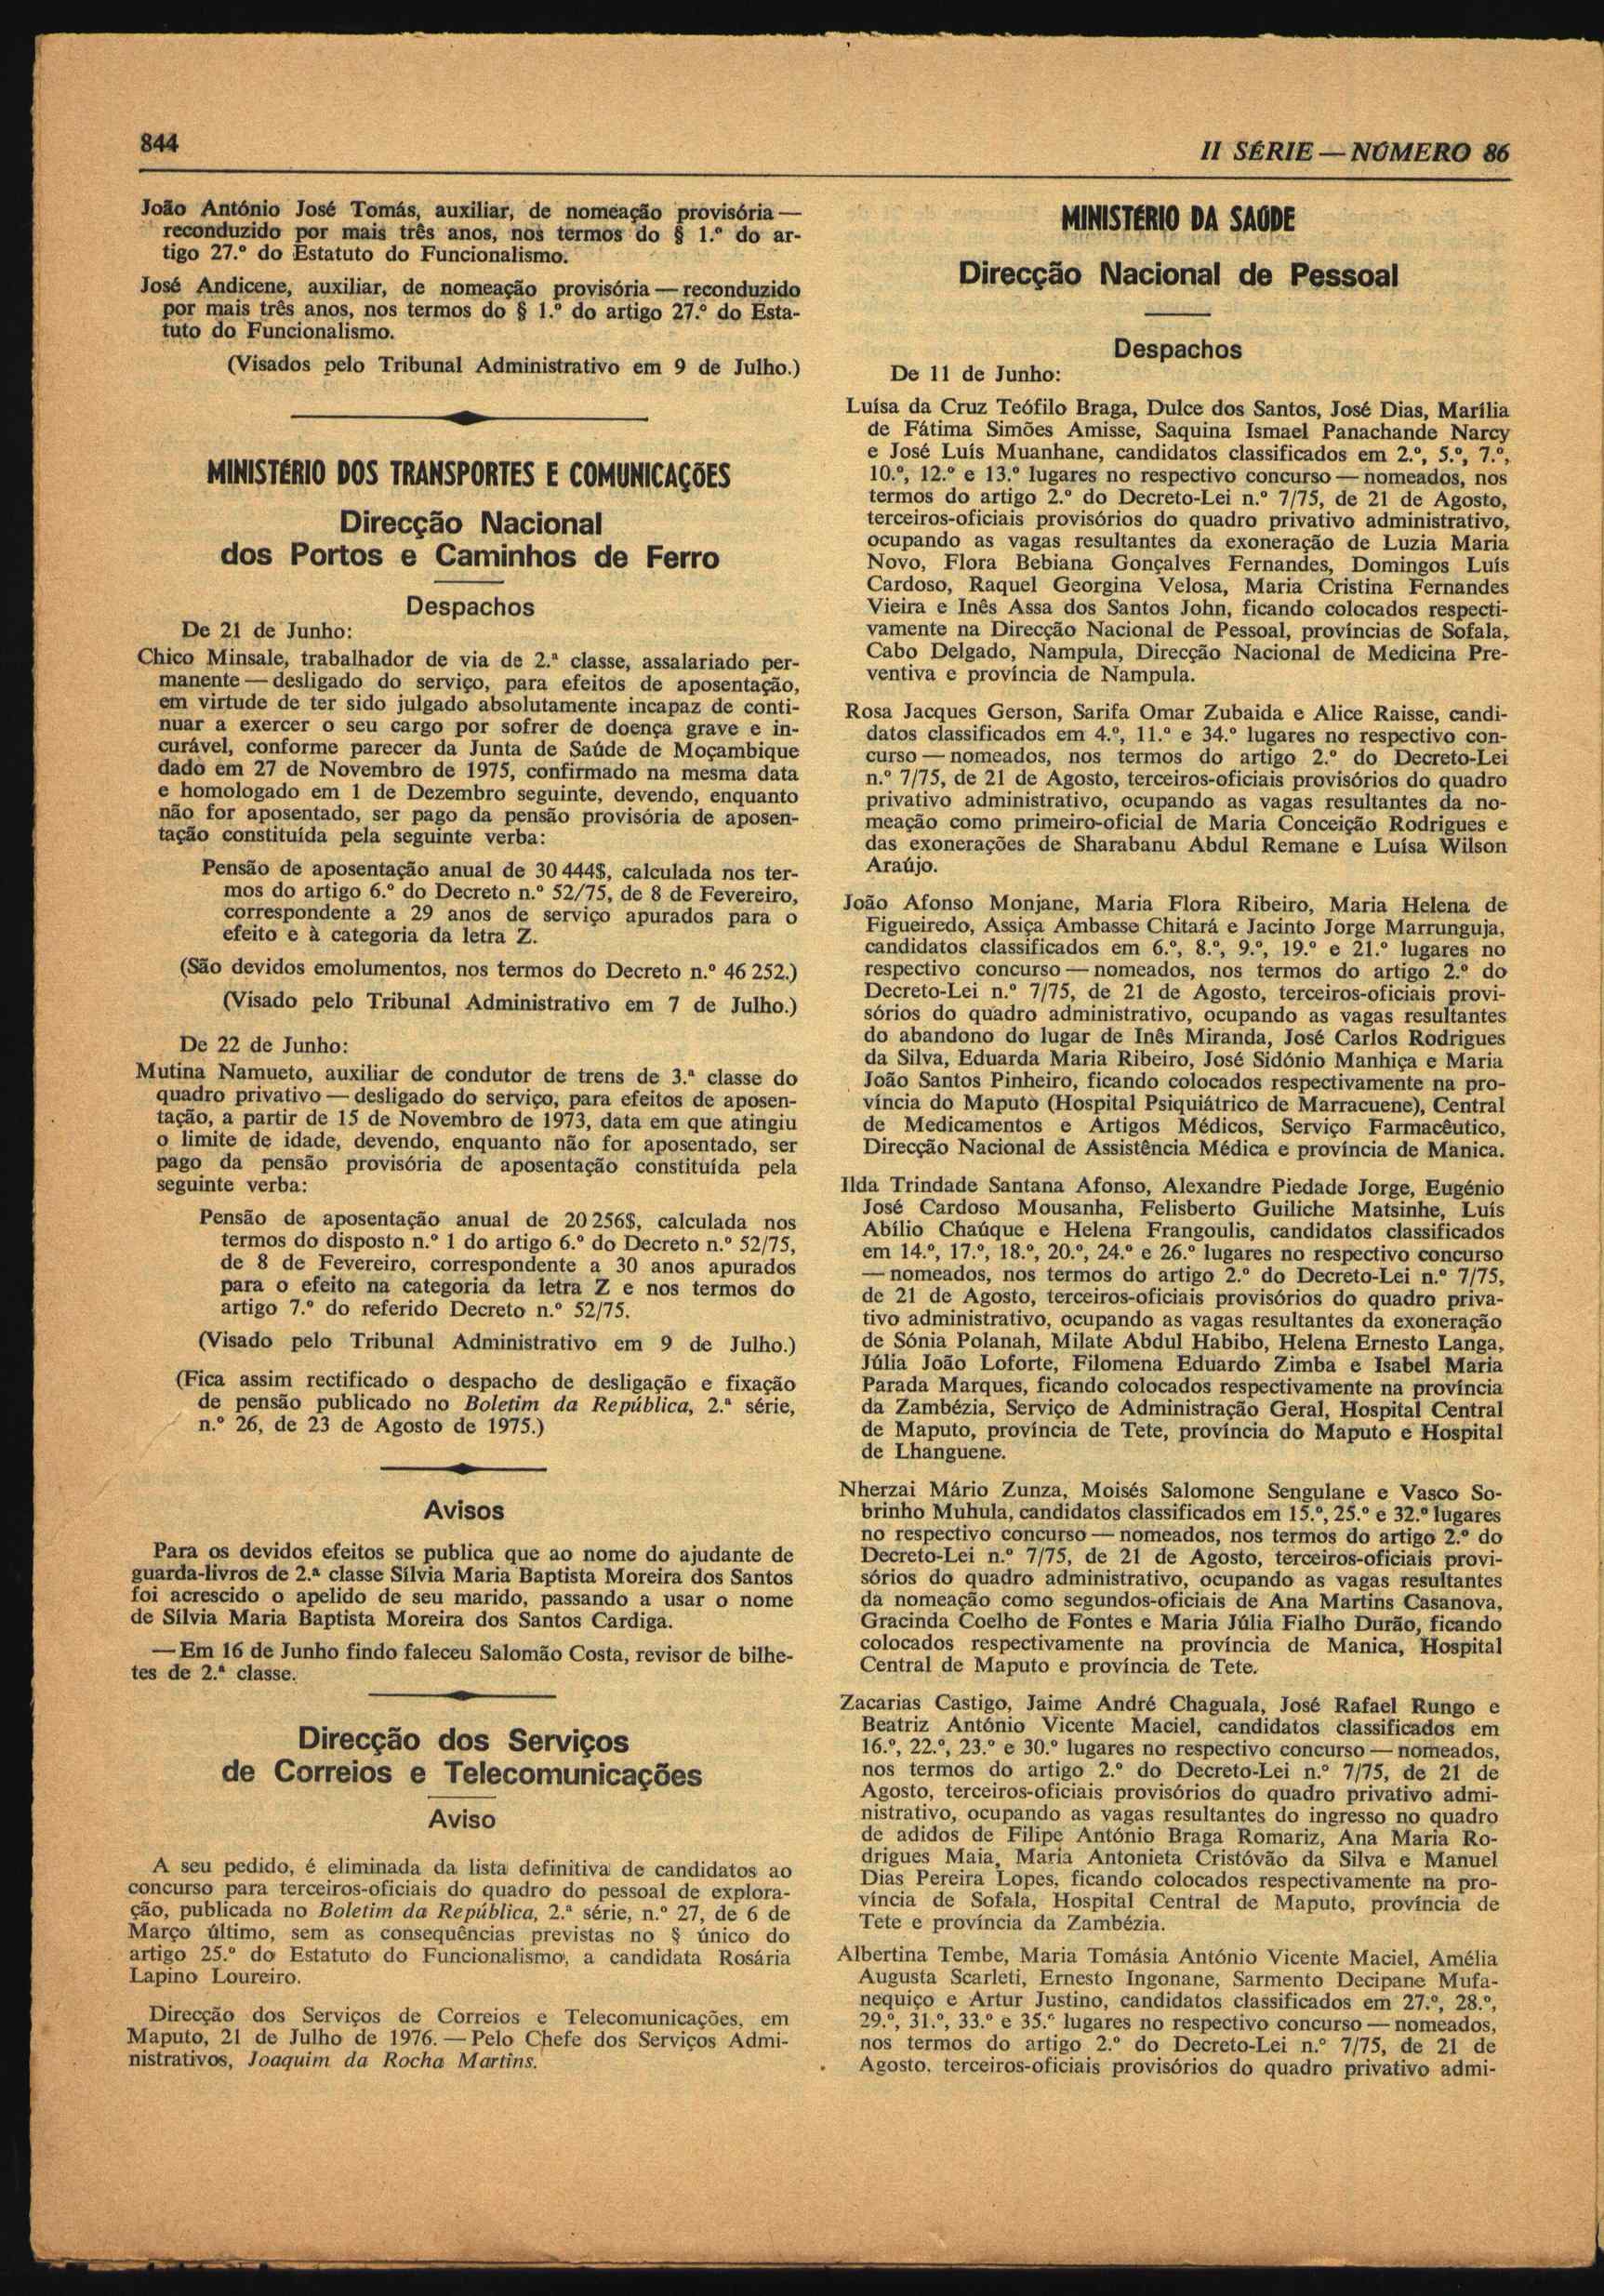 844
II SÉRIE — NÚMERO 86
João António José Tomás, auxiliar, de nomeação provisória —
reconduzido por mais três anos, nos termos do § 1.º do ar-
tigo 27.º do Estatuto do Funcionalismo.
José Andicene, auxiliar, de nomeação provisória — reconduzido
por mais três anos, nos termos do § 1.º do artigo 27.º do Esta-
tuto do Funcionalismo.
(Visados pelo Tribunal Administrativo em 9 de Julho.)
MINISTÉRIO DOS TRANSPORTES E COMUNICAÇÕES
Direcção Nacional
dos Portos e Caminhos de Ferro
Despachos
De 21 de Junho:
Chico Minsale, trabalhador de via de 2.ª classe, assalariado per-
manente — desligado do serviço, para efeitos de aposentação,
em virtude de ter sido julgado absolutamente incapaz de conti-
nuar a exercer o seu cargo por sofrer de doença grave e in-
curável, conforme parecer da Junta de Saúde de Moçambique
dado em 27 de Novembro de 1975, confirmado na mesma data
e homologado em 1 de Dezembro seguinte, devendo, enquanto
não for aposentado, ser pago da pensão provisória de aposen-
tação constituída pela seguinte verba:
Pensão de aposentação anual de 30 444$, calculada nos ter-
mos do artigo 6.º do Decreto n.º 52/75, de 8 de Fevereiro,
correspondente a 29 anos de serviço apurados para o
efeito e à categoria da letra Z.
(São devidos emolumentos, nos termos do Decreto n.º 46 252.)
(Visado pelo Tribunal Administrativo em 7 de Julho.)
De 22 de Junho:
Mutina Namueto, auxiliar de condutor de trens de 3.ª classe do
quadro privativo — desligado do serviço, para efeitos de aposen-
tação, a partir de 15 de Novembro de 1973, data em que atingiu
o limite de idade, devendo, enquanto não for aposentado, ser
pago da pensão provisória de aposentação constituída pela
seguinte verba:
Pensão de aposentação anual de 20 256$, calculada nos
termos do disposto n.º 1 do artigo 6.º do Decreto n.º 52/75,
de 8 de Fevereiro, correspondente a 30 anos apurados
para o efeito na categoria da letra Z e nos termos do
artigo 7.º do referido Decreto n.º 52/75.
(Visado pelo Tribunal Administrativo em 9 de Julho.)
(Fica assim rectificado o despacho de desligação e fixação
de pensão publicado no Boletim da República, 2.ª série,
n.º 26, de 23 de Agosto de 1975.)
Avisos
Para os devidos efeitos se publica que ao nome do ajudante de
guarda-livros de 2.ª classe Sílvia Maria Baptista Moreira dos Santos
foi acrescido o apelido de seu marido, passando a usar o nome
de Sílvia Maria Baptista Moreira dos Santos Cardiga.
— Em 16 de Junho findo faleceu Salomão Costa, revisor de bilhe-
tes de 2.ª classe.
Direcção dos Serviços
de Correios e Telecomunicações
Aviso
A seu pedido, é eliminada da lista definitiva de candidatos ao
concurso para terceiros-oficiais do quadro do pessoal de explora-
ção, publicada no Boletim da República, 2.ª série, n.º 27, de 6 de
Março último, sem as consequências previstas no § único do
artigo 25.º do Estatuto do Funcionalismo, a candidata Rosária
Lapino Loureiro.
Direcção dos Serviços de Correios e Telecomunicações, em
Maputo, 21 de Julho de 1976. — Pelo Chefe dos Serviços Admi-
nistrativos, Joaquim da Rocha Martins.
MINISTÉRIO DA SAÚDE
Direcção Nacional de Pessoal
Despachos
De 11 de Junho:
Luísa da Cruz Teófilo Braga, Dulce dos Santos, José Dias, Marília
de Fátima Simões Amisse, Saquina Ismael Panachande Narcy
e José Luís Muanhane, candidatos classificados em 2.º, 5.º, 7.º,
10.º, 12.º e 13.º lugares no respectivo concurso — nomeados, nos
termos do artigo 2.º do Decreto-Lei n.º 7/75, de 21 de Agosto,
terceiros-oficiais provisórios do quadro privativo administrativo,
ocupando as vagas resultantes da exoneração de Luzia Maria
Novo, Flora Bebiana Gonçalves Fernandes, Domingos Luís
Cardoso, Raquel Georgina Velosa, Maria Cristina Fernandes
Vieira e Inês Assa dos Santos John, ficando colocados respecti-
vamente na Direcção Nacional de Pessoal, províncias de Sofala,
Cabo Delgado, Nampula, Direcção Nacional de Medicina Pre-
ventiva e província de Nampula.
Rosa Jacques Gerson, Sarifa Omar Zubaida e Alice Raisse, candi-
datos classificados em 4.º, 11.º e 34.º lugares no respectivo con-
curso — nomeados, nos termos do artigo 2.º do Decreto-Lei
n.º 7/75, de 21 de Agosto, terceiros-oficiais provisórios do quadro
privativo administrativo, ocupando as vagas resultantes da no-
meação como primeiro-oficial de Maria Conceição Rodrigues e
das exonerações de Sharabanu Abdul Remane e Luísa Wilson
Araújo.
João Afonso Monjane, Maria Flora Ribeiro, Maria Helena de
Figueiredo, Assiça Ambasse Chitará e Jacinto Jorge Marrunguja,
candidatos classificados em 6.º, 8.º, 9.º, 19.º e 21.º lugares no
respectivo concurso — nomeados, nos termos do artigo 2.º do
Decreto-Lei n.º 7/75, de 21 de Agosto, terceiros-oficiais provi-
sórios do quadro administrativo, ocupando as vagas resultantes
do abandono do lugar de Inês Miranda, José Carlos Rodrigues
da Silva, Eduarda Maria Ribeiro, José Sidónio Manhiça e Maria
João Santos Pinheiro, ficando colocados respectivamente na pro-
víncia do Maputo (Hospital Psiquiátrico de Marracuene), Central
de Medicamentos e Artigos Médicos, Serviço Farmacêutico,
Direcção Nacional de Assistência Médica e província de Manica.
Ilda Trindade Santana Afonso, Alexandre Piedade Jorge, Eugénio
José Cardoso Mousanha, Felisberto Guiliche Matsinhe, Luís
Abílio Chaúque e Helena Frangoulis, candidatos classificados
em 14.º, 17.º, 18.º, 20.º, 24.º e 26.º lugares no respectivo concurso
— nomeados, nos termos do artigo 2.º do Decreto-Lei n.º 7/75,
de 21 de Agosto, terceiros-oficiais provisórios do quadro priva-
tivo administrativo, ocupando as vagas resultantes da exoneração
de Sónia Polanah, Milate Abdul Habibo, Helena Ernesto Langa,
Júlia João Loforte, Filomena Eduardo Zimba e Isabel Maria
Parada Marques, ficando colocados respectivamente na província
da Zambézia, Serviço de Administração Geral, Hospital Central
de Maputo, província de Tete, província do Maputo e Hospital
de Lhanguene.
Nherzai Mário Zunza, Moisés Salomone Sengulane e Vasco So-
brinho Muhula, candidatos classificados em 15.º, 25.º e 32.º lugares
no respectivo concurso — nomeados, nos termos do artigo 2.º do
Decreto-Lei n.º 7/75, de 21 de Agosto, terceiros-oficiais provi-
sórios do quadro administrativo, ocupando as vagas resultantes
da nomeação como segundos-oficiais de Ana Martins Casanova,
Gracinda Coelho de Fontes e Maria Júlia Fialho Durão, ficando
colocados respectivamente na província de Manica, Hospital
Central de Maputo e província de Tete.
Zacarias Castigo, Jaime André Chaguala, José Rafael Rungo e
Beatriz António Vicente Maciel, candidatos classificados em
16.º, 22.º, 23.º e 30.º lugares no respectivo concurso — nomeados,
nos termos do artigo 2.º do Decreto-Lei n.º 7/75, de 21 de
Agosto, terceiros-oficiais provisórios do quadro privativo admi-
nistrativo, ocupando as vagas resultantes do ingresso no quadro
de adidos de Filipe António Braga Romariz, Ana Maria Ro-
drigues Maia, Maria Antonieta Cristóvão da Silva e Manuel
Dias Pereira Lopes, ficando colocados respectivamente na pro-
víncia de Sofala, Hospital Central de Maputo, província de
Tete e província da Zambézia.
Albertina Tembe, Maria Tomásia António Vicente Maciel, Amélia
Augusta Scarleti, Ernesto Ingonane, Sarmento Decipane Mufa-
nequiço e Artur Justino, candidatos classificados em 27.º, 28.º,
29.º, 31.º, 33.º e 35.º lugares no respectivo concurso — nomeados,
nos termos do artigo 2.º do Decreto-Lei n.º 7/75, de 21 de
Agosto, terceiros-oficiais provisórios do quadro privativo admi-